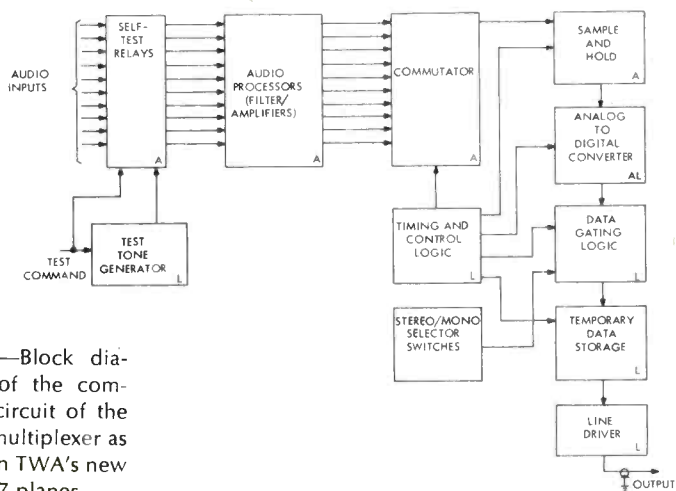 SELF-
TEST
RELAYS
A
AUDIO
INPUTS
AUDIO
PROCESSORS
(FILTER/
AMPLIFIERS)
A
COMMUTATOR
A
SAMPLE
AND
HOLD
A
ANALOG
TO
DIGITAL
CONVERTER
AL
TEST
COMMAND
TEST
TONE
GENERATOR
L
TIMING AND
CONTROL
LOGIC
L
DATA
GATING
LOGIC
L
STEREO/MONO
SELECTOR
SWITCHES
TEMPORARY
DATA
STORAGE
L
LINE
DRIVER
L
OUTPUT
—Block dia-
of the com-
circuit of the
multiplexer as
n TWA's new
7 planes